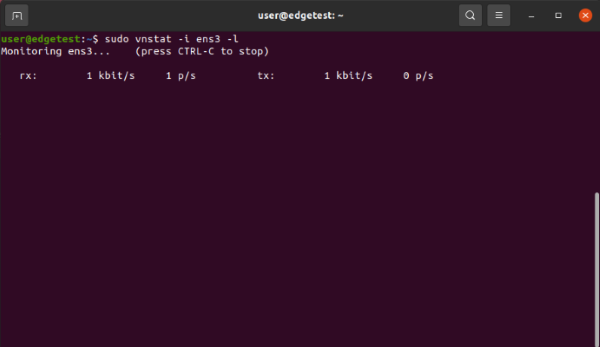 user@edgetest: ~
user@edgetest:~$ sudo vnstat -i ens3 -l
Monitoring ens3...    (press CTRL-C to stop)
rx:        1 kbit/s     1 p/s          tx:        1 kbit/s     0 p/s